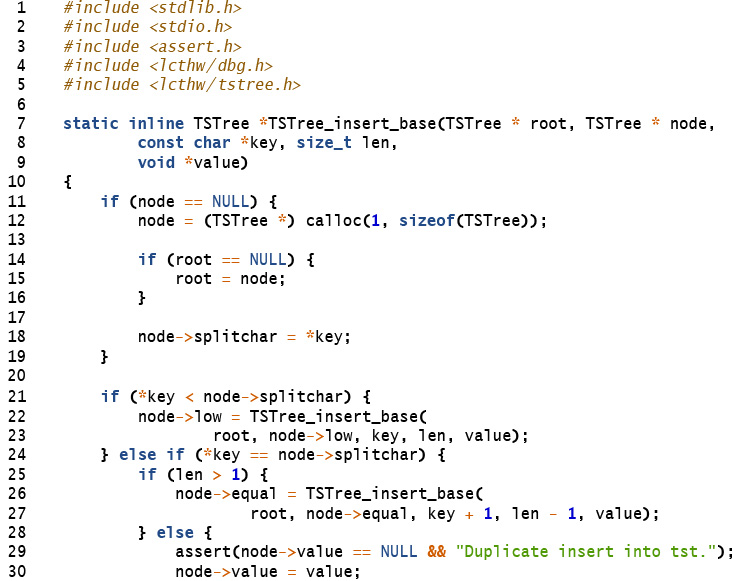 1 #include <stdlib.h>
2 #include <stdio.h>
3 #include <assert.h>
4 #include <lcthw/dbg.h>
5 #include <lcthw/tstree.h>
6
7 static inline TSTree *TSTree_insert_base(TSTree * root, TSTree * node,
8         const char *key, size_t len,
9         void *value)
10 {
11     if (node == NULL) {
12         node = (TSTree *) calloc(1, sizeof(TSTree));
13
14         if (root == NULL) {
15             root = node;
16         }
17
18         node->splitchar = *key;
19     }
20
21     if (*key < node->splitchar) {
22         node->low = TSTree_insert_base(
23                 root, node->low, key, len, value);
24     } else if (*key == node->splitchar) {
25         if (len > 1) {
26             node->equal = TSTree_insert_base(
27                     root, node->equal, key + 1, len - 1, value);
28         } else {
29             assert(node->value == NULL && "Duplicate insert into tst.");
30             node->value = value;